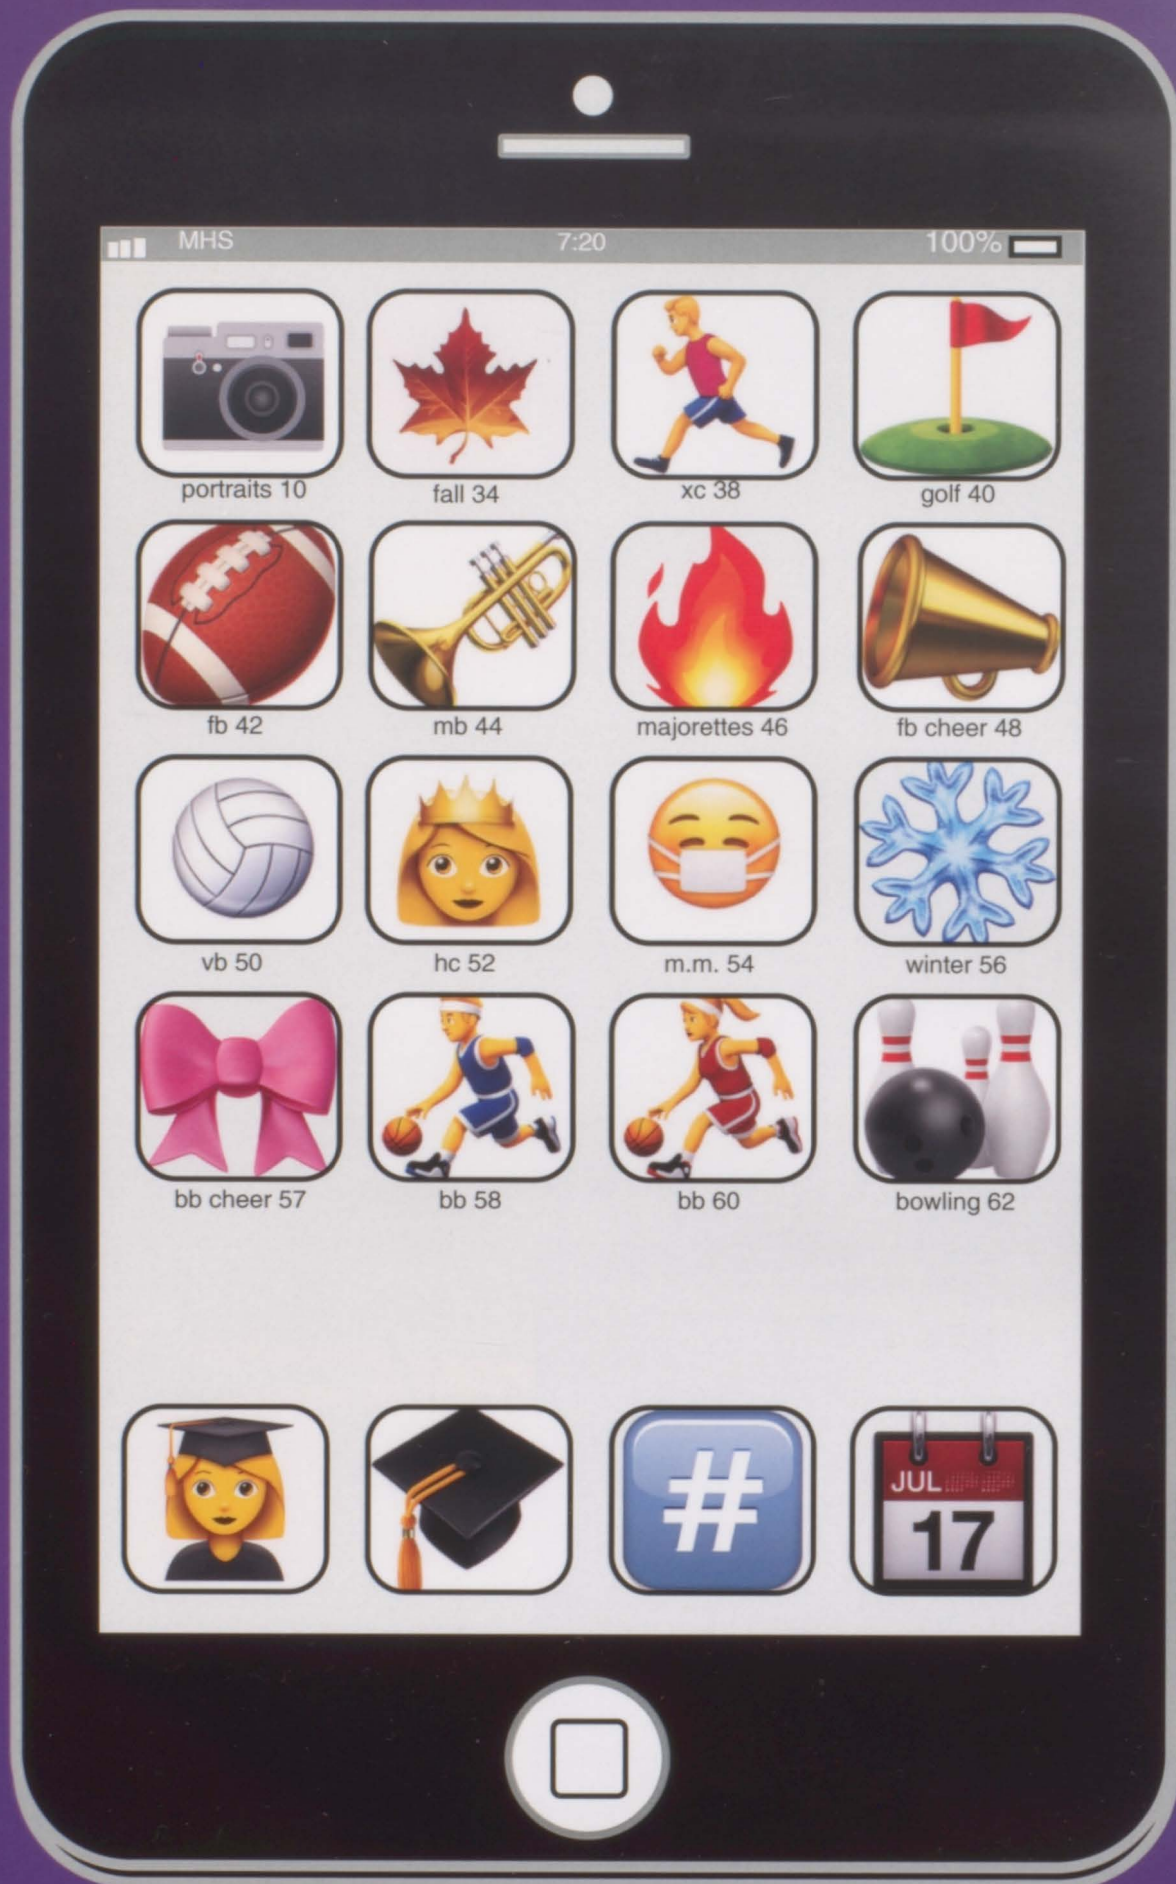 MHS 7:20 100%
portraits 10 fall 34 xc 38 golf 40
fb 42 mb 44 majorettes 46 fb cheer 48
vb 50 hc 52 m.m. 54 winter 56
bb cheer 57 bb 58 bb 60 bowling 62
#
JUL
17